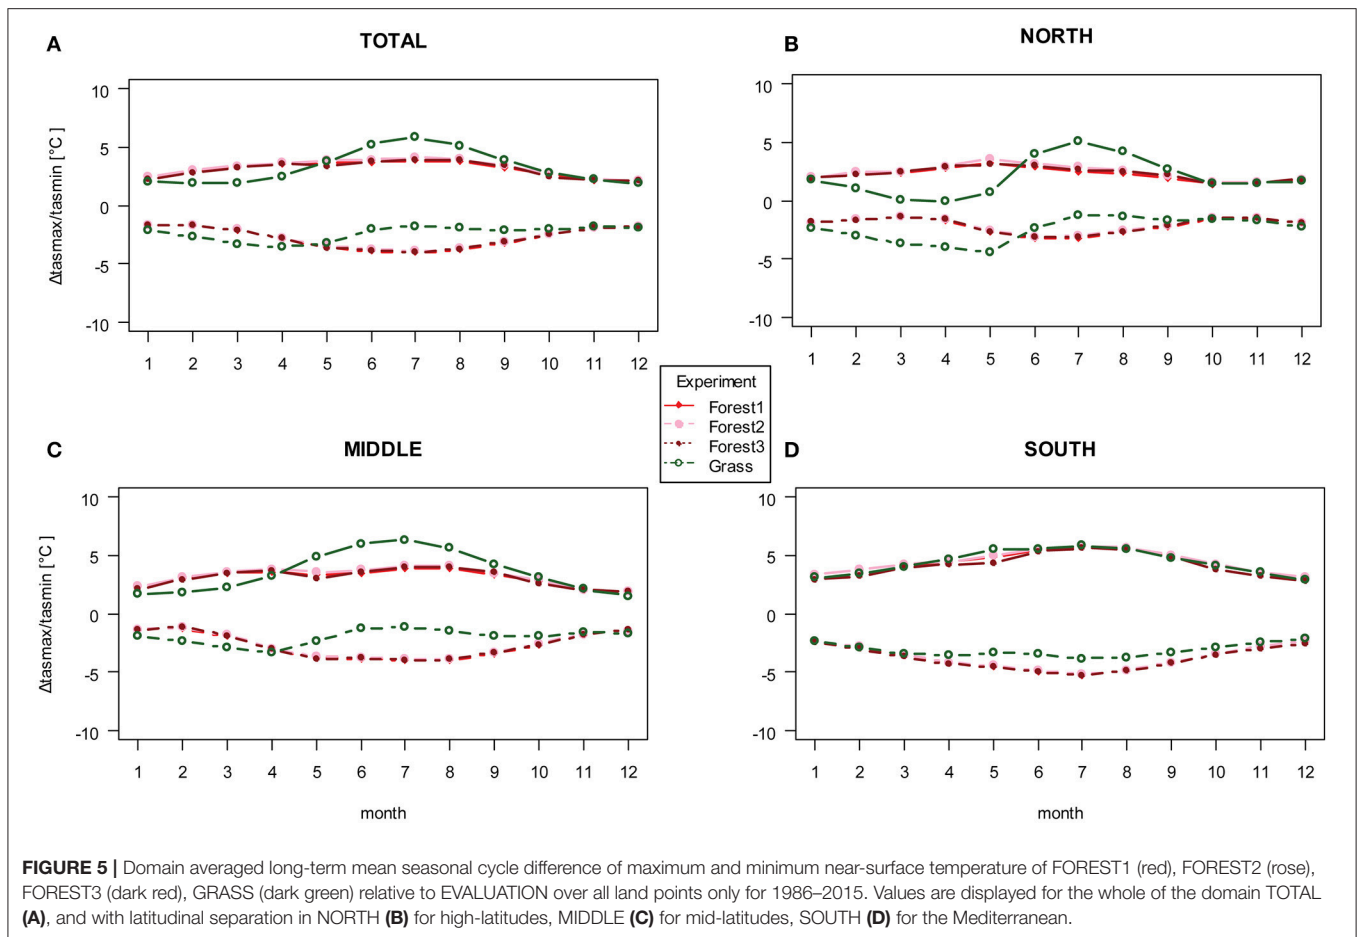 A
TOTAL
10
5
0
-5
-10
Δtasmax/tasmin [°C ]
1 2 3 4 5 6 7 8 9 10 11 12
B
NORTH
10
5
0
-5
-10
1 2 3 4 5 6 7 8 9 10 11 12
Experiment
Forest1
Forest2
Forest3
Grass
C
MIDDLE
10
5
0
-5
-10
Δtasmax/tasmin [°C ]
1 2 3 4 5 6 7 8 9 10 11 12
month
D
SOUTH
10
5
0
-5
-10
1 2 3 4 5 6 7 8 9 10 11 12
month
FIGURE 5 | Domain averaged long-term mean seasonal cycle difference of maximum and minimum near-surface temperature of FOREST1 (red), FOREST2 (rose),
FOREST3 (dark red), GRASS (dark green) relative to EVALUATION over all land points only for 1986–2015. Values are displayed for the whole of the domain TOTAL
(A), and with latitudinal separation in NORTH (B) for high-latitudes, MIDDLE (C) for mid-latitudes, SOUTH (D) for the Mediterranean.